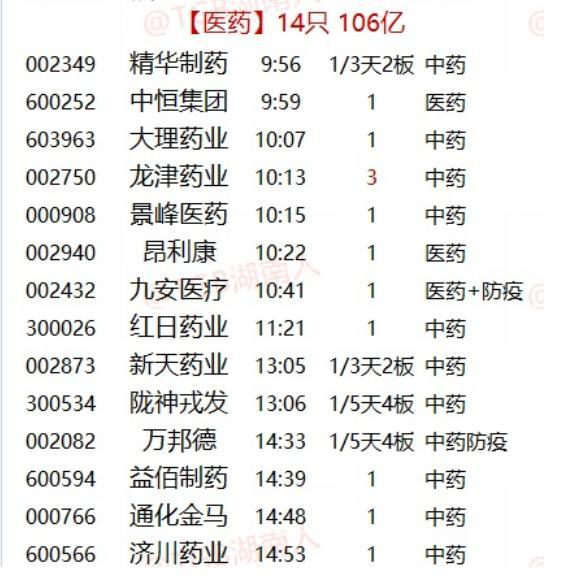 【医药】14只 106亿
002349 精华制药 9:56 1/3天2板 中药
600252 中恒集团 9:59 1 医药
603963 大理药业 10:07 1 中药
002750 龙津药业 10:13 3 中药
000908 景峰医药 10:15 1 中药
002940 昂利康 10:22 1 医药
002432 九安医疗 10:41 1 医药+防疫
300026 红日药业 11:21 1 中药
002873 新天药业 13:05 1/3天2板 中药
300534 陇神戎发 13:06 1/5天4板 中药
002082 万邦德 14:33 1/5天4板 中药防疫
600594 益佰制药 14:39 1 中药
000766 通化金马 14:48 1 中药
600566 济川药业 14:53 1 中药